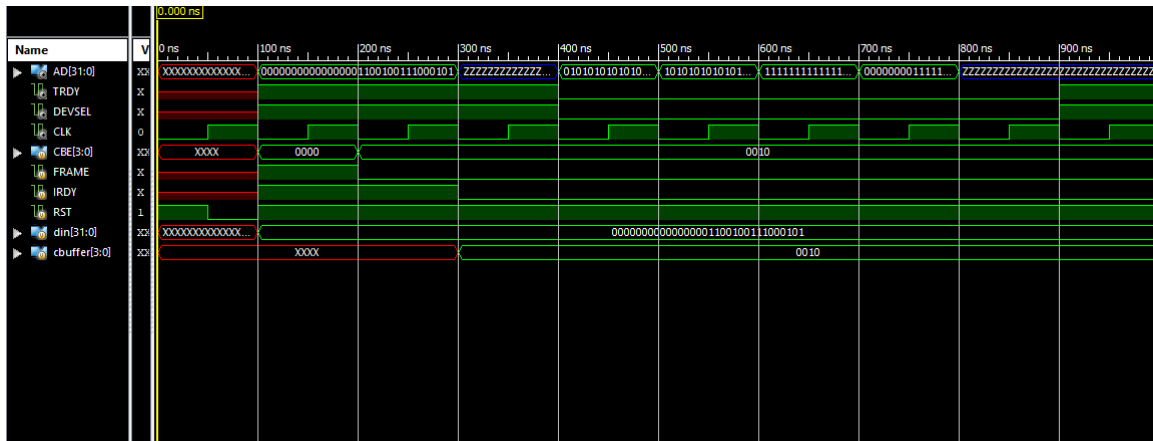 0.000 ns
Name V 0 ns 100 ns 200 ns 300 ns 400 ns 500 ns 600 ns 700 ns 800 ns 900 ns
AD[31:0] XX XXXXXXXXXXXXX... 00000000000000001100100111000101 ZZZZZZZZZZZZZ... 0101010101010... 1010101010101... 1111111111111... 0000000011111... ZZZZZZZZZZZZZZZZZZZZZZZZZZZZZZ
TRDY X
DEVSEL X
CLK 0
CBE[3:0] XX XXXX 0000 0010
FRAME X
IRDY X
RST 1
din[31:0] XX XXXXXXXXXXXXX... 00000000000000001100100111000101
cbuffer[3:0] XX XXXX 0010